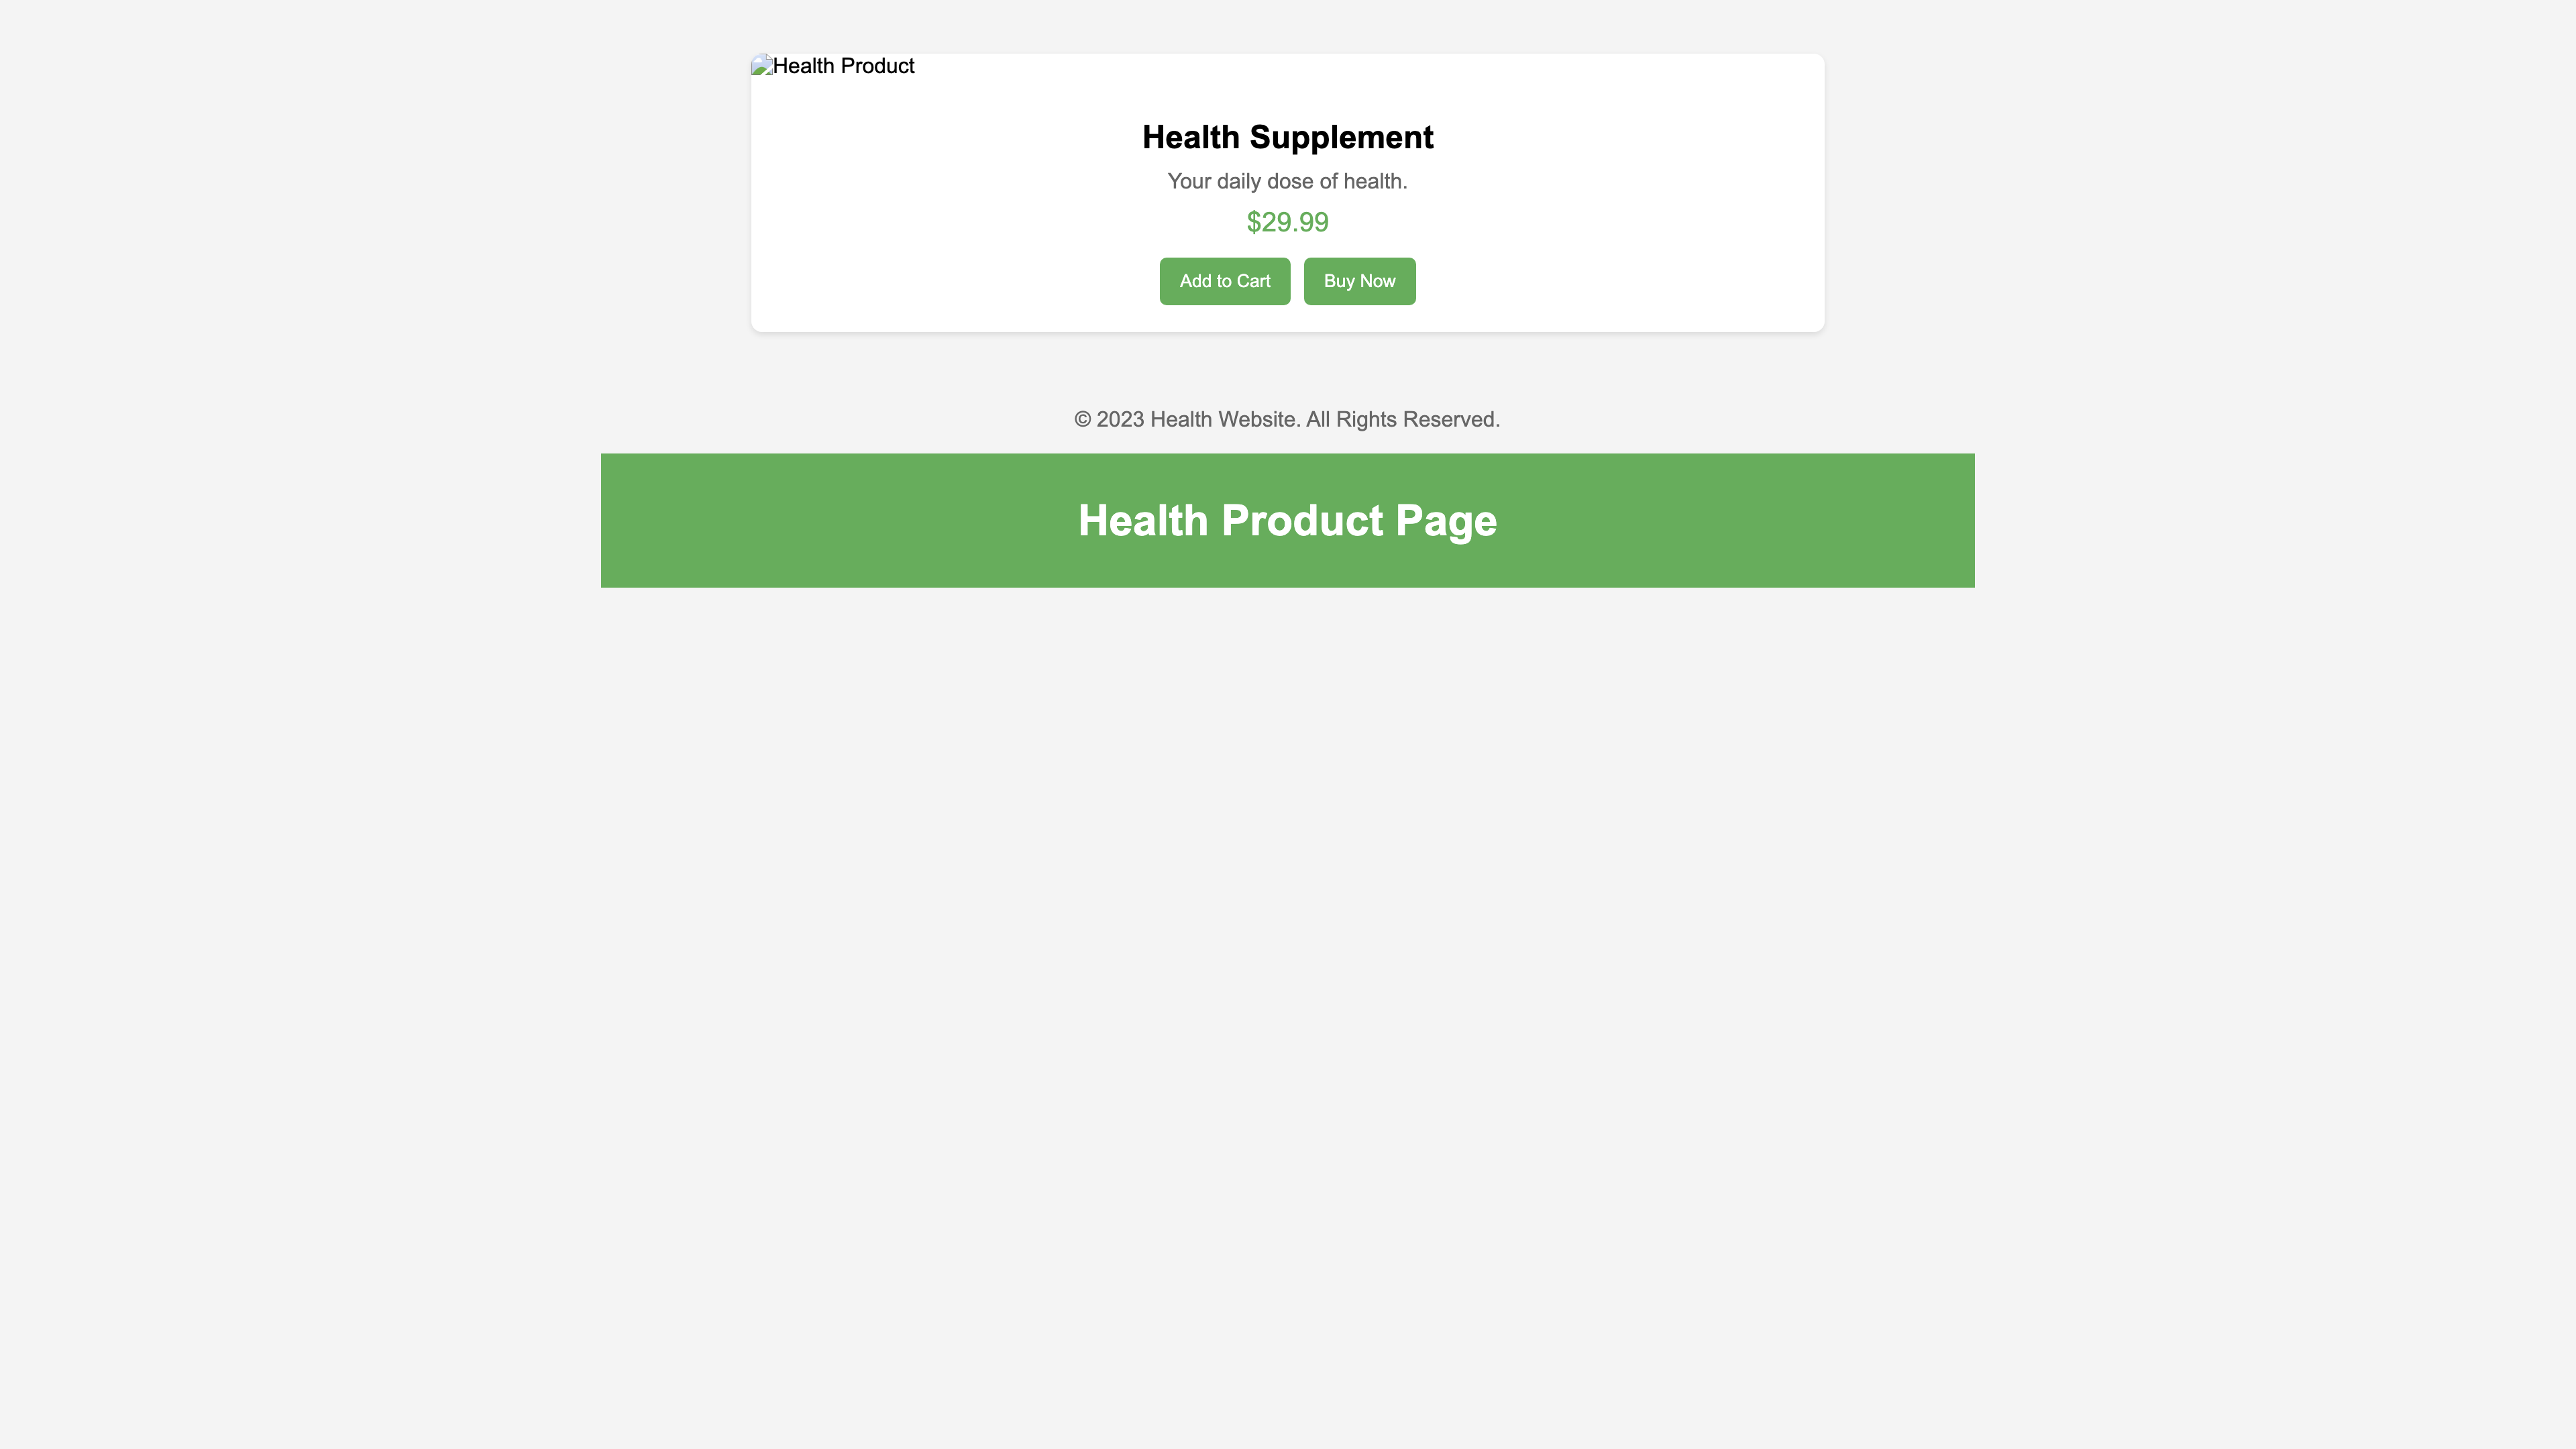 Health Product
Health Supplement
Your daily dose of health.
$29.99
Add to Cart
Buy Now
© 2023 Health Website. All Rights Reserved.
Health Product Page